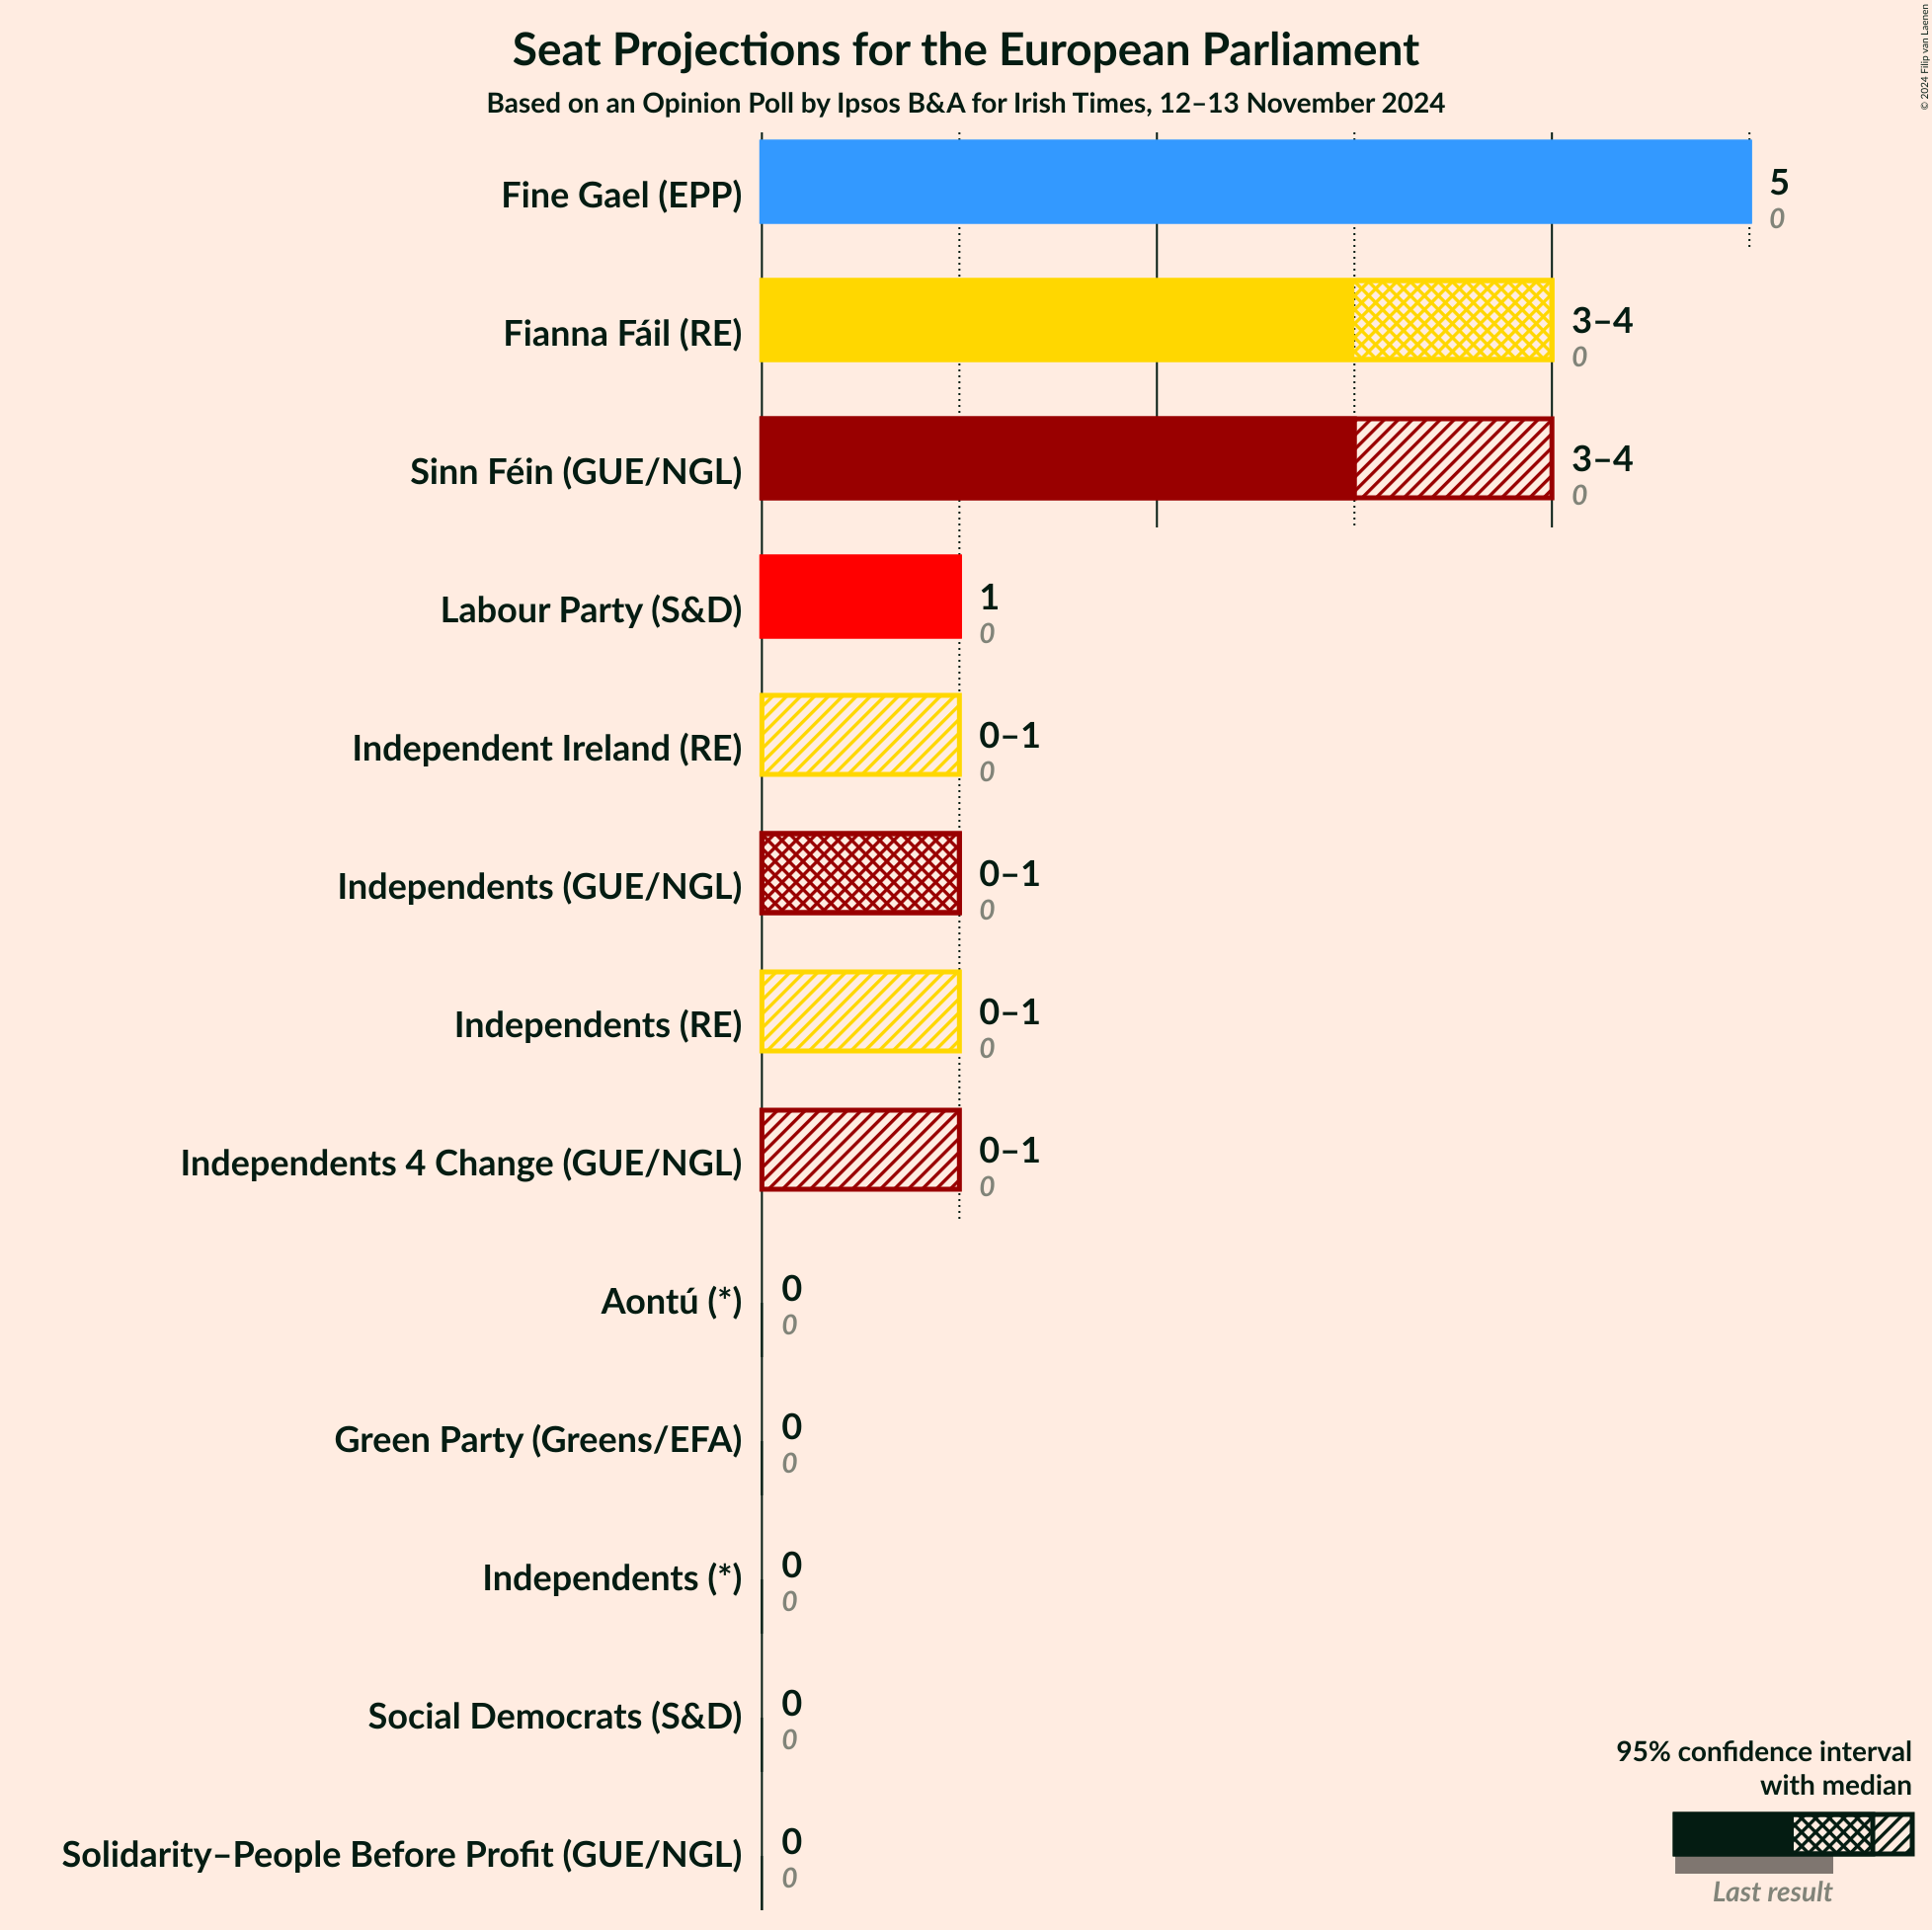 Seat Projections for the European Parliament
Based on an Opinion Poll by Ipsos B&A for Irish Times, 12–13 November 2024
© 2024 Filip van Laenen
Fine Gael (EPP)
5
0
Fianna Fáil (RE)
3–4
0
Sinn Féin (GUE/NGL)
3–4
0
Labour Party (S&D)
1
0
Independent Ireland (RE)
0–1
0
Independents (GUE/NGL)
0–1
0
Independents (RE)
0–1
0
Independents 4 Change (GUE/NGL)
0–1
0
Aontú (*)
0
0
Green Party (Greens/EFA)
0
0
Independents (*)
0
0
Social Democrats (S&D)
0
0
Solidarity–People Before Profit (GUE/NGL)
0
0
95% confidence interval
with median
Last result